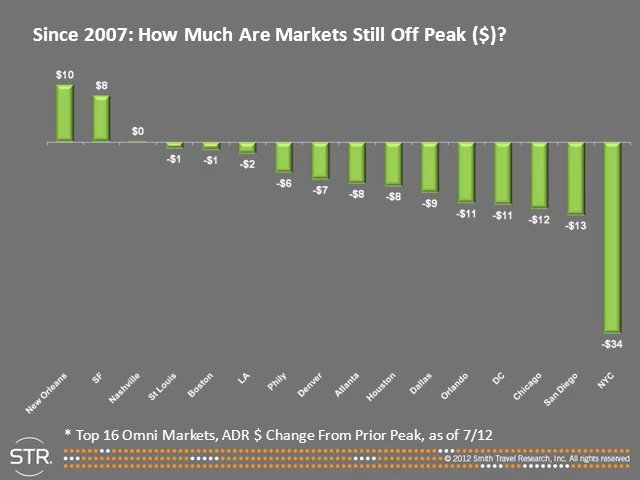 Since 2007: How Much Are Markets Still Off Peak ($)?
$10
$8
$0
-$1
-$1
-$2
-$6
-$7
-$8
-$8
-$9
-$11
-$11
-$12
-$13
-$34
New Orleans
SF
Nashville
St Louis
Boston
LA
Phily
Denver
Atlanta
Houston
Dallas
Orlando
DC
Chicago
San Diego
NYC
* Top 16 Omni Markets, ADR $ Change From Prior Peak, as of 7/12
STR.
© 2012 Smith Travel Research, Inc. All rights reserved